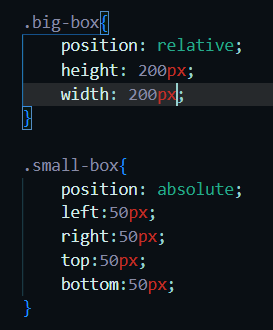 .big-box{
position: relative;
height: 200px;
width: 200px;
}
.small-box{
position: absolute;
left:50px;
right:50px;
top:50px;
bottom:50px;
}